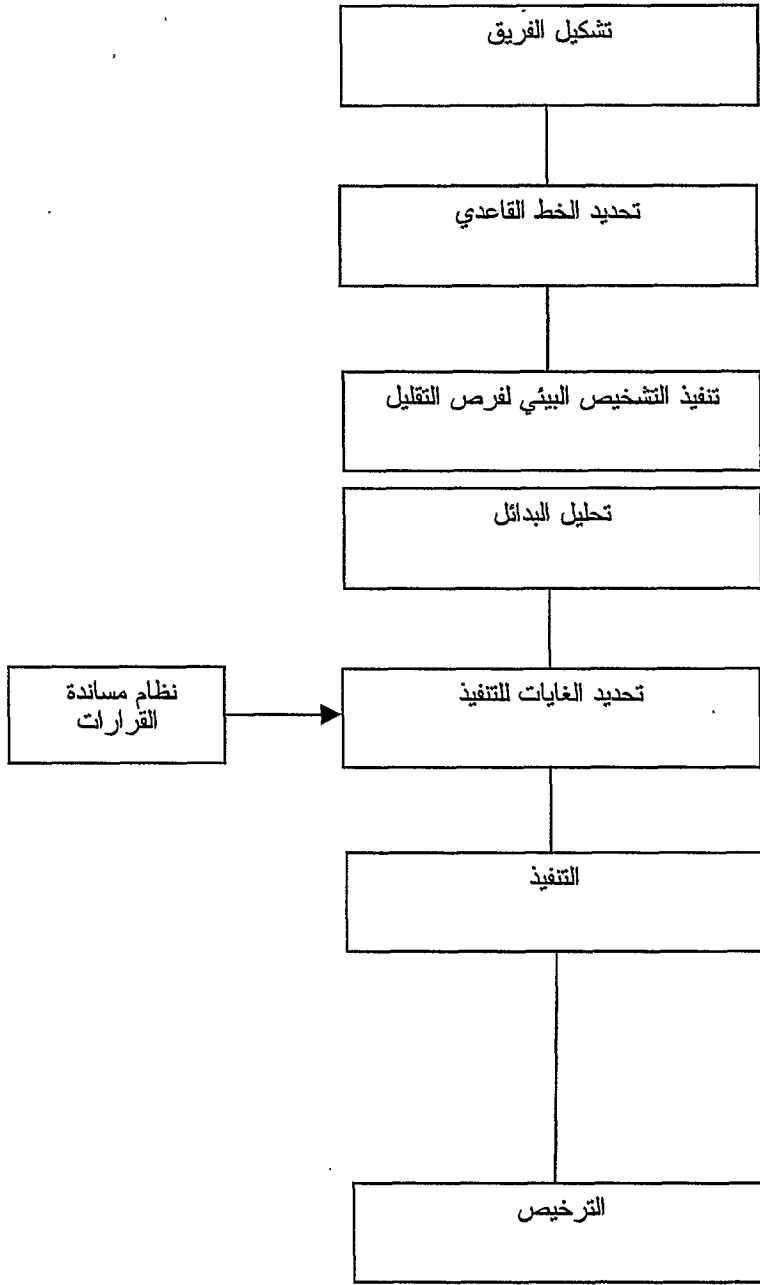 تشكيل الفريق
تحديد الخط القاعدي
تنفيذ التشخيص البيئي لفرص التقليل
تحليل البدائل
تحديد الغايات للتنفيذ
نظام مساندة
القرارات
التنفيذ
الترخيص